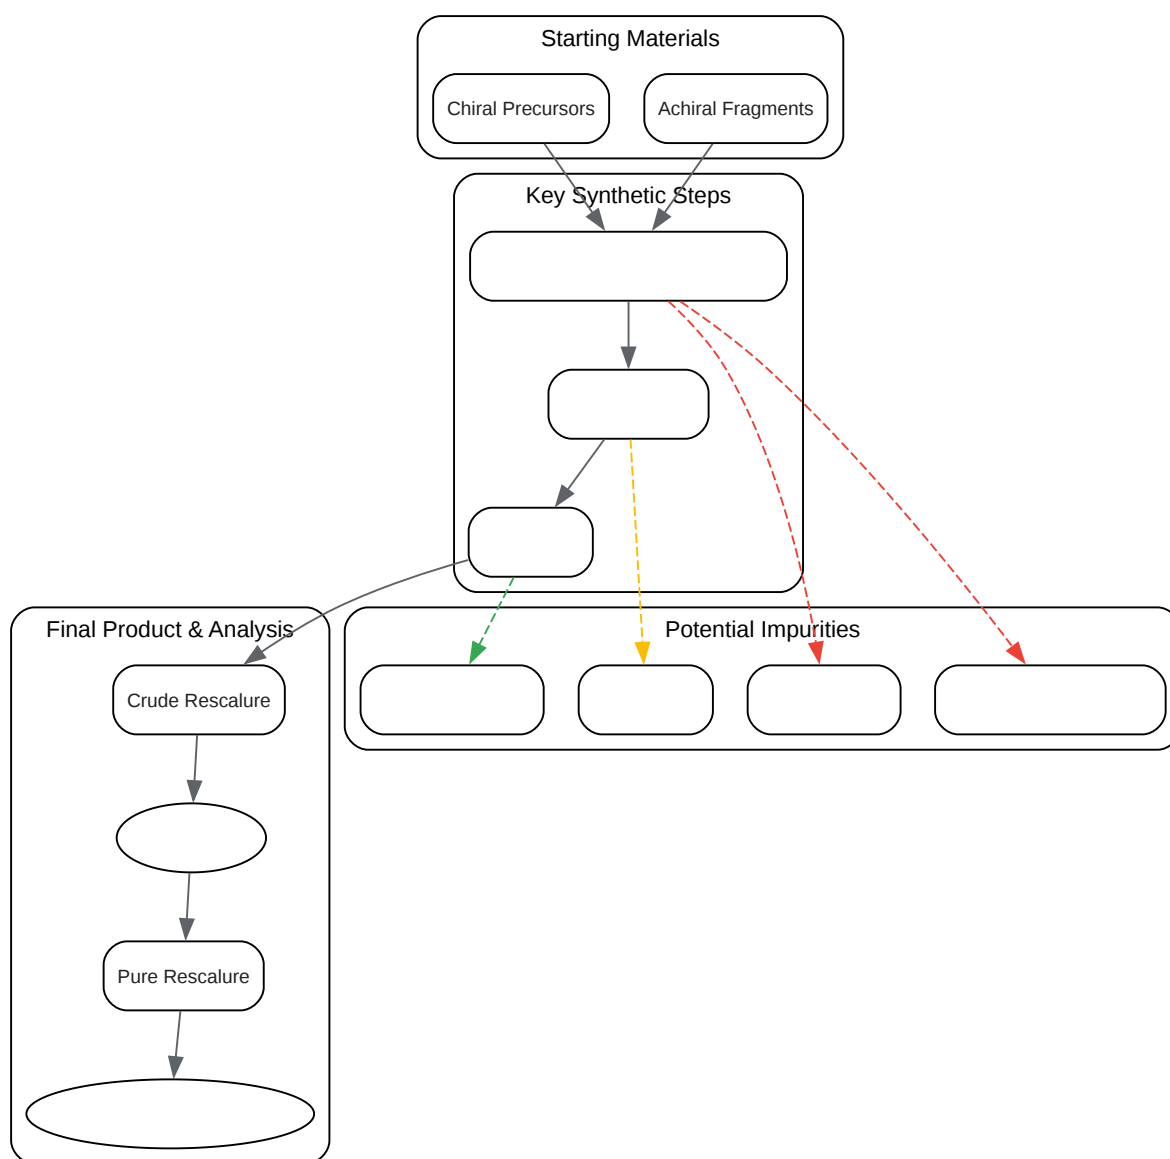 Starting Materials
Chiral Precursors
Achiral Fragments
Key Synthetic Steps
Final Product & Analysis
Potential Impurities
Crude Rescalure
Pure Rescalure